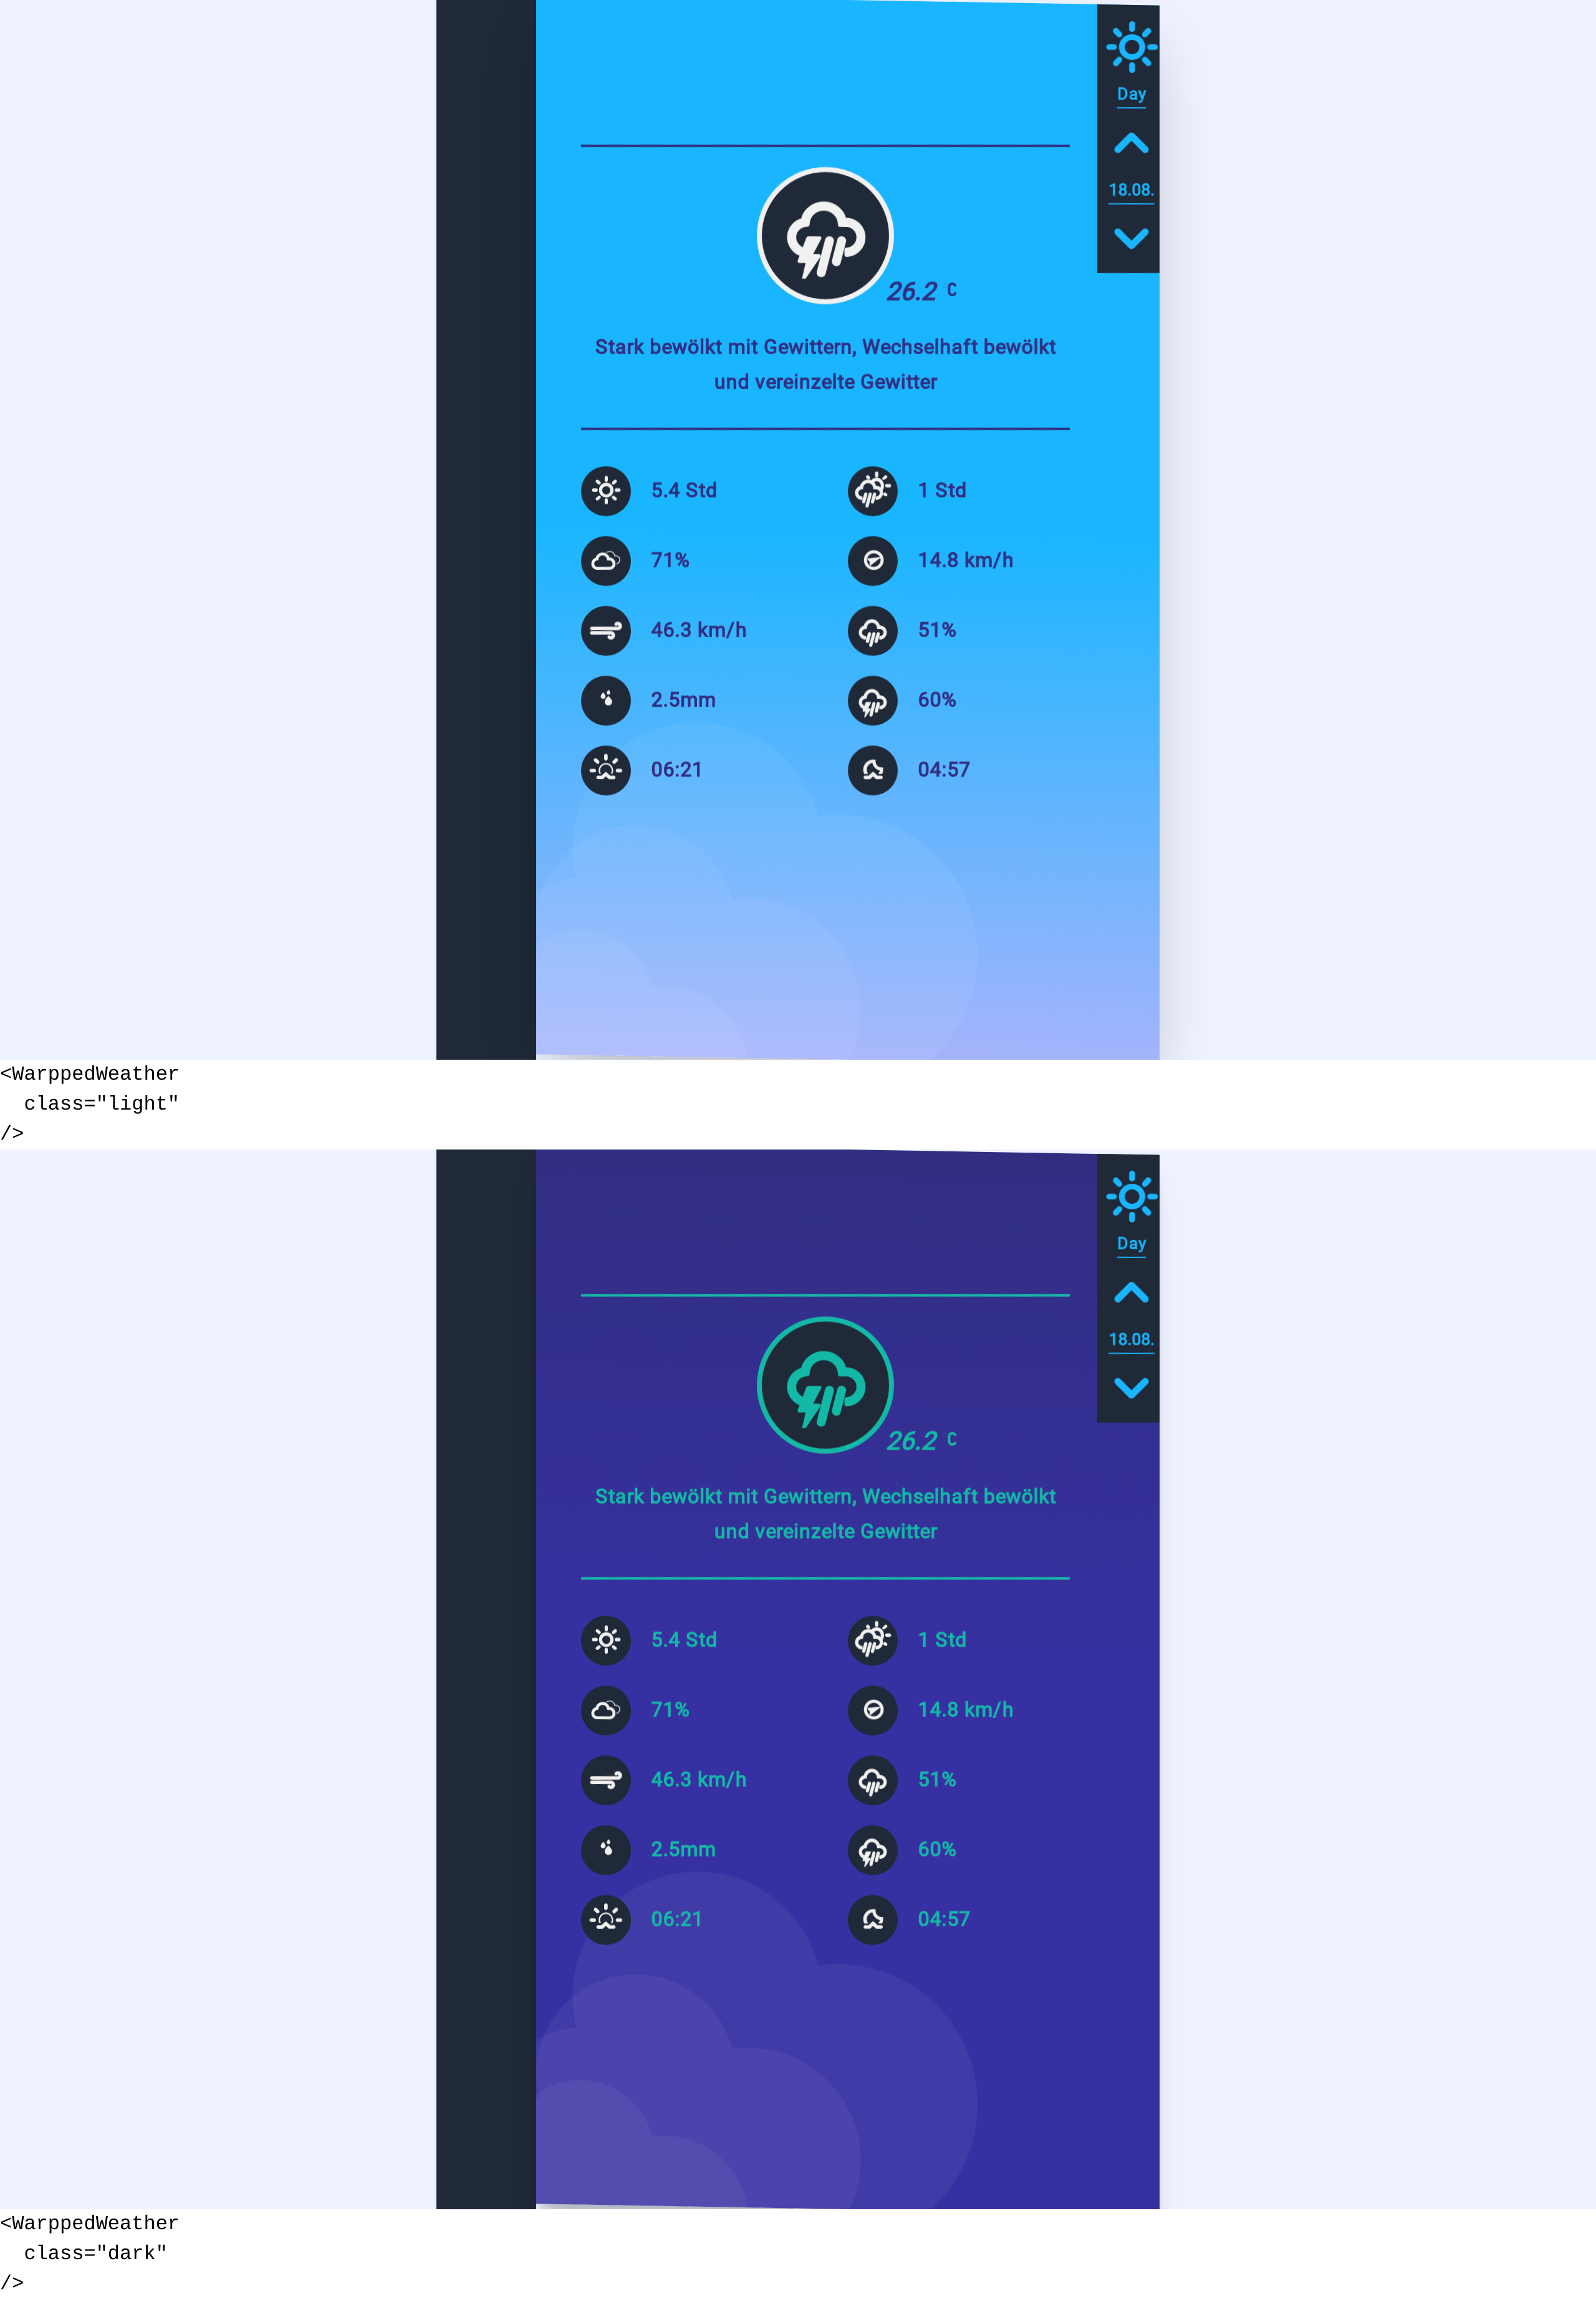 Day
18.08.
26.2 C
Stark bewölkt mit Gewittern, Wechselhaft bewölkt
und vereinzelte Gewitter
5.4 Std
1 Std
71%
14.8 km/h
46.3 km/h
51%
2.5mm
60%
06:21
04:57
<WarppedWeather
  class="light"
/>
Day
18.08.
26.2 C
Stark bewölkt mit Gewittern, Wechselhaft bewölkt
und vereinzelte Gewitter
5.4 Std
1 Std
71%
14.8 km/h
46.3 km/h
51%
2.5mm
60%
06:21
04:57
<WarppedWeather
  class="dark"
/>